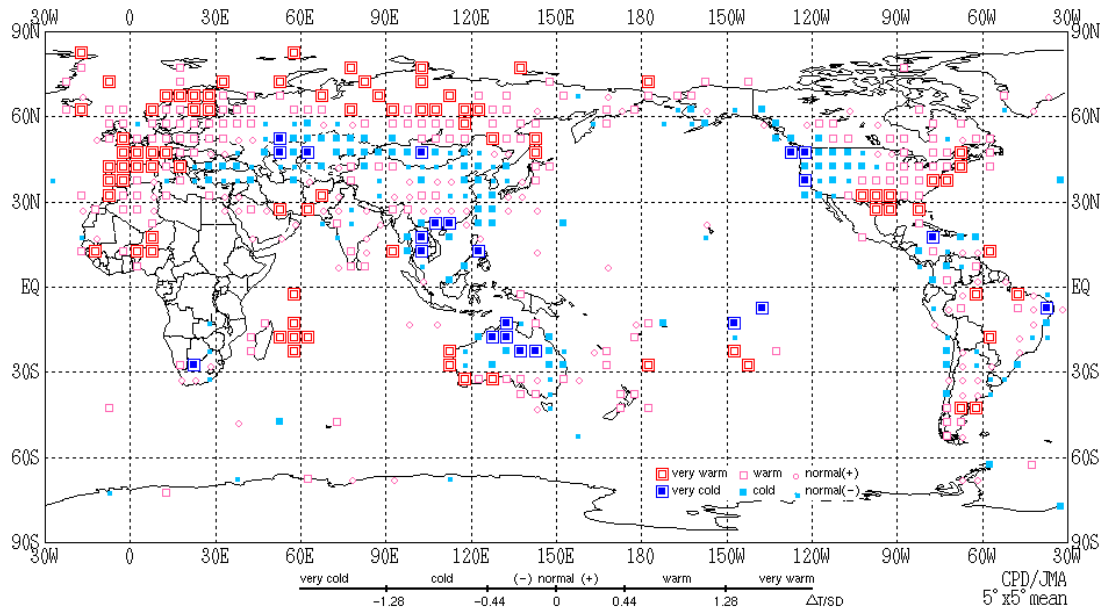 30W 0 30E 60E 90E 120E 150E 180° 150W 120W 90W 60W 30W
90N 90N
60N 60N
30N 30N
EQ EQ
30S 30S
very warm warm normal(+)
60S 60S
very cold cold normal(−)
90S 90S
30W 0 30E 60E 90E 120E 150E 180° 150W 120W 90W 60W 30W
very cold cold (−) normal (+) warm very warm CPD/JMA
−1.28 −0.44 0 0.44 1.28 ΔT/SD 5°x5°mean